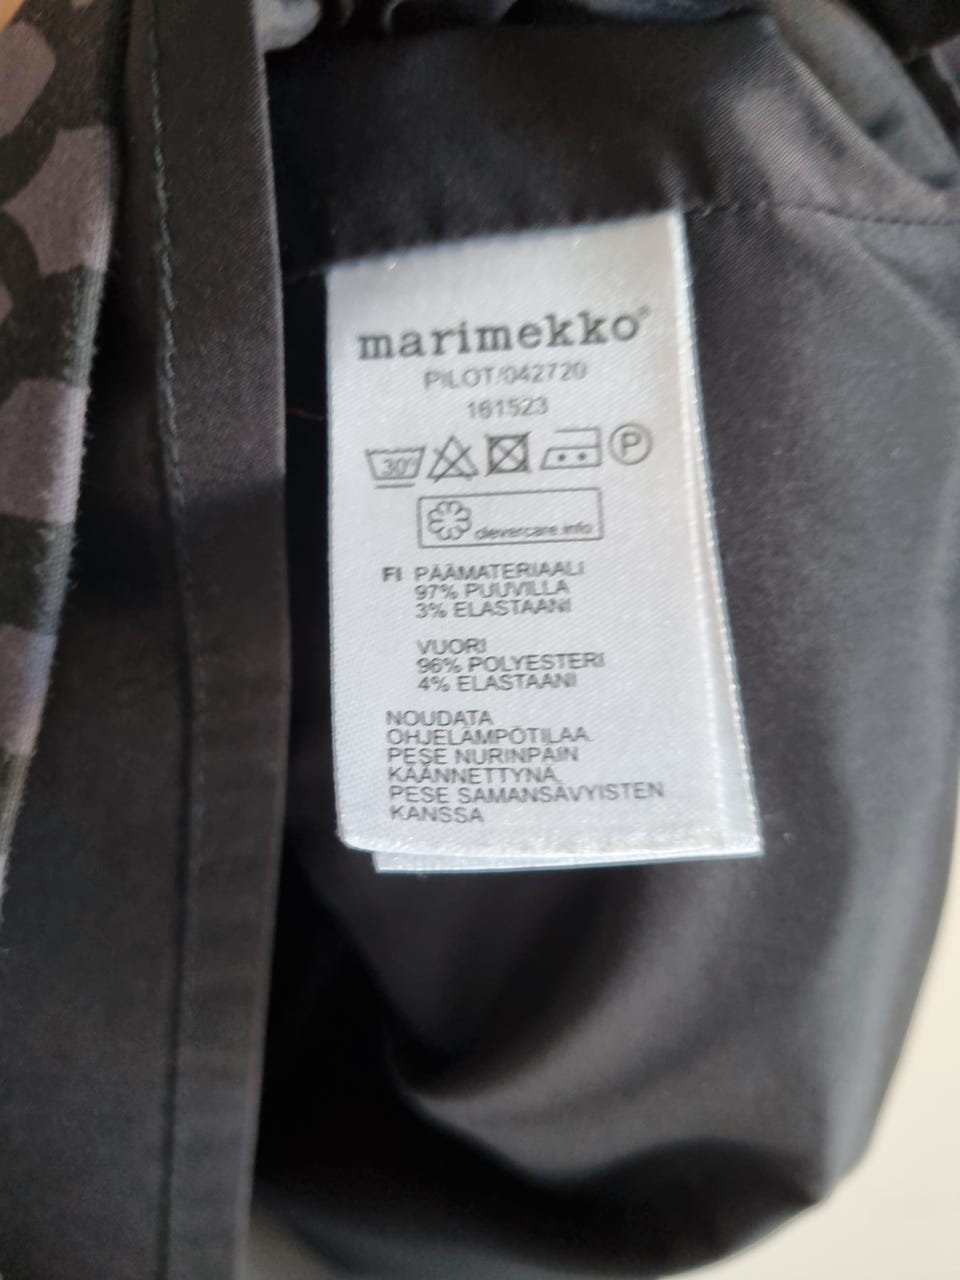 marimekko®
PILOT/042720
161523
30° P
clevercare.info
FI PÄÄMATERIAALI
97% PUUVILLA
3% ELASTAANI
VUORI
96% POLYESTERI
4% ELASTAANI
NOUDATA
OHJELÄMPÖTILAA.
PESE NURINPAIN
KÄÄNNETTYNÄ.
PESE SAMANSÄVYISTEN
KANSSA